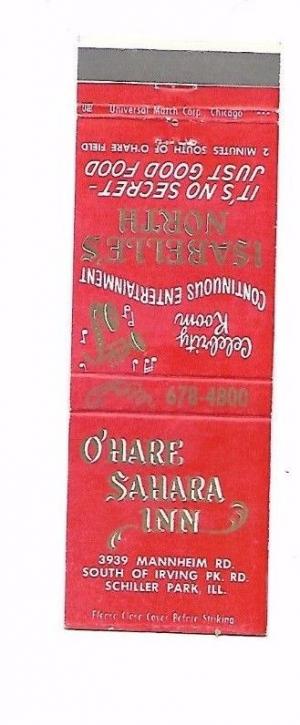 Universal Match Corp. Chicago
2 MINUTES SOUTH OF O'HARE FIELD
IT'S NO SECRET-
JUST GOOD FOOD
ISABELLE'S
NORTH
CONTINUOUS ENTERTAINMENT
Celebrity
Room
678-4800
O'HARE
SAHARA
INN
3939 MANNHEIM RD.
SOUTH OF IRVING PK. RD.
SCHILLER PARK, ILL.
Please Close Cover Before Striking